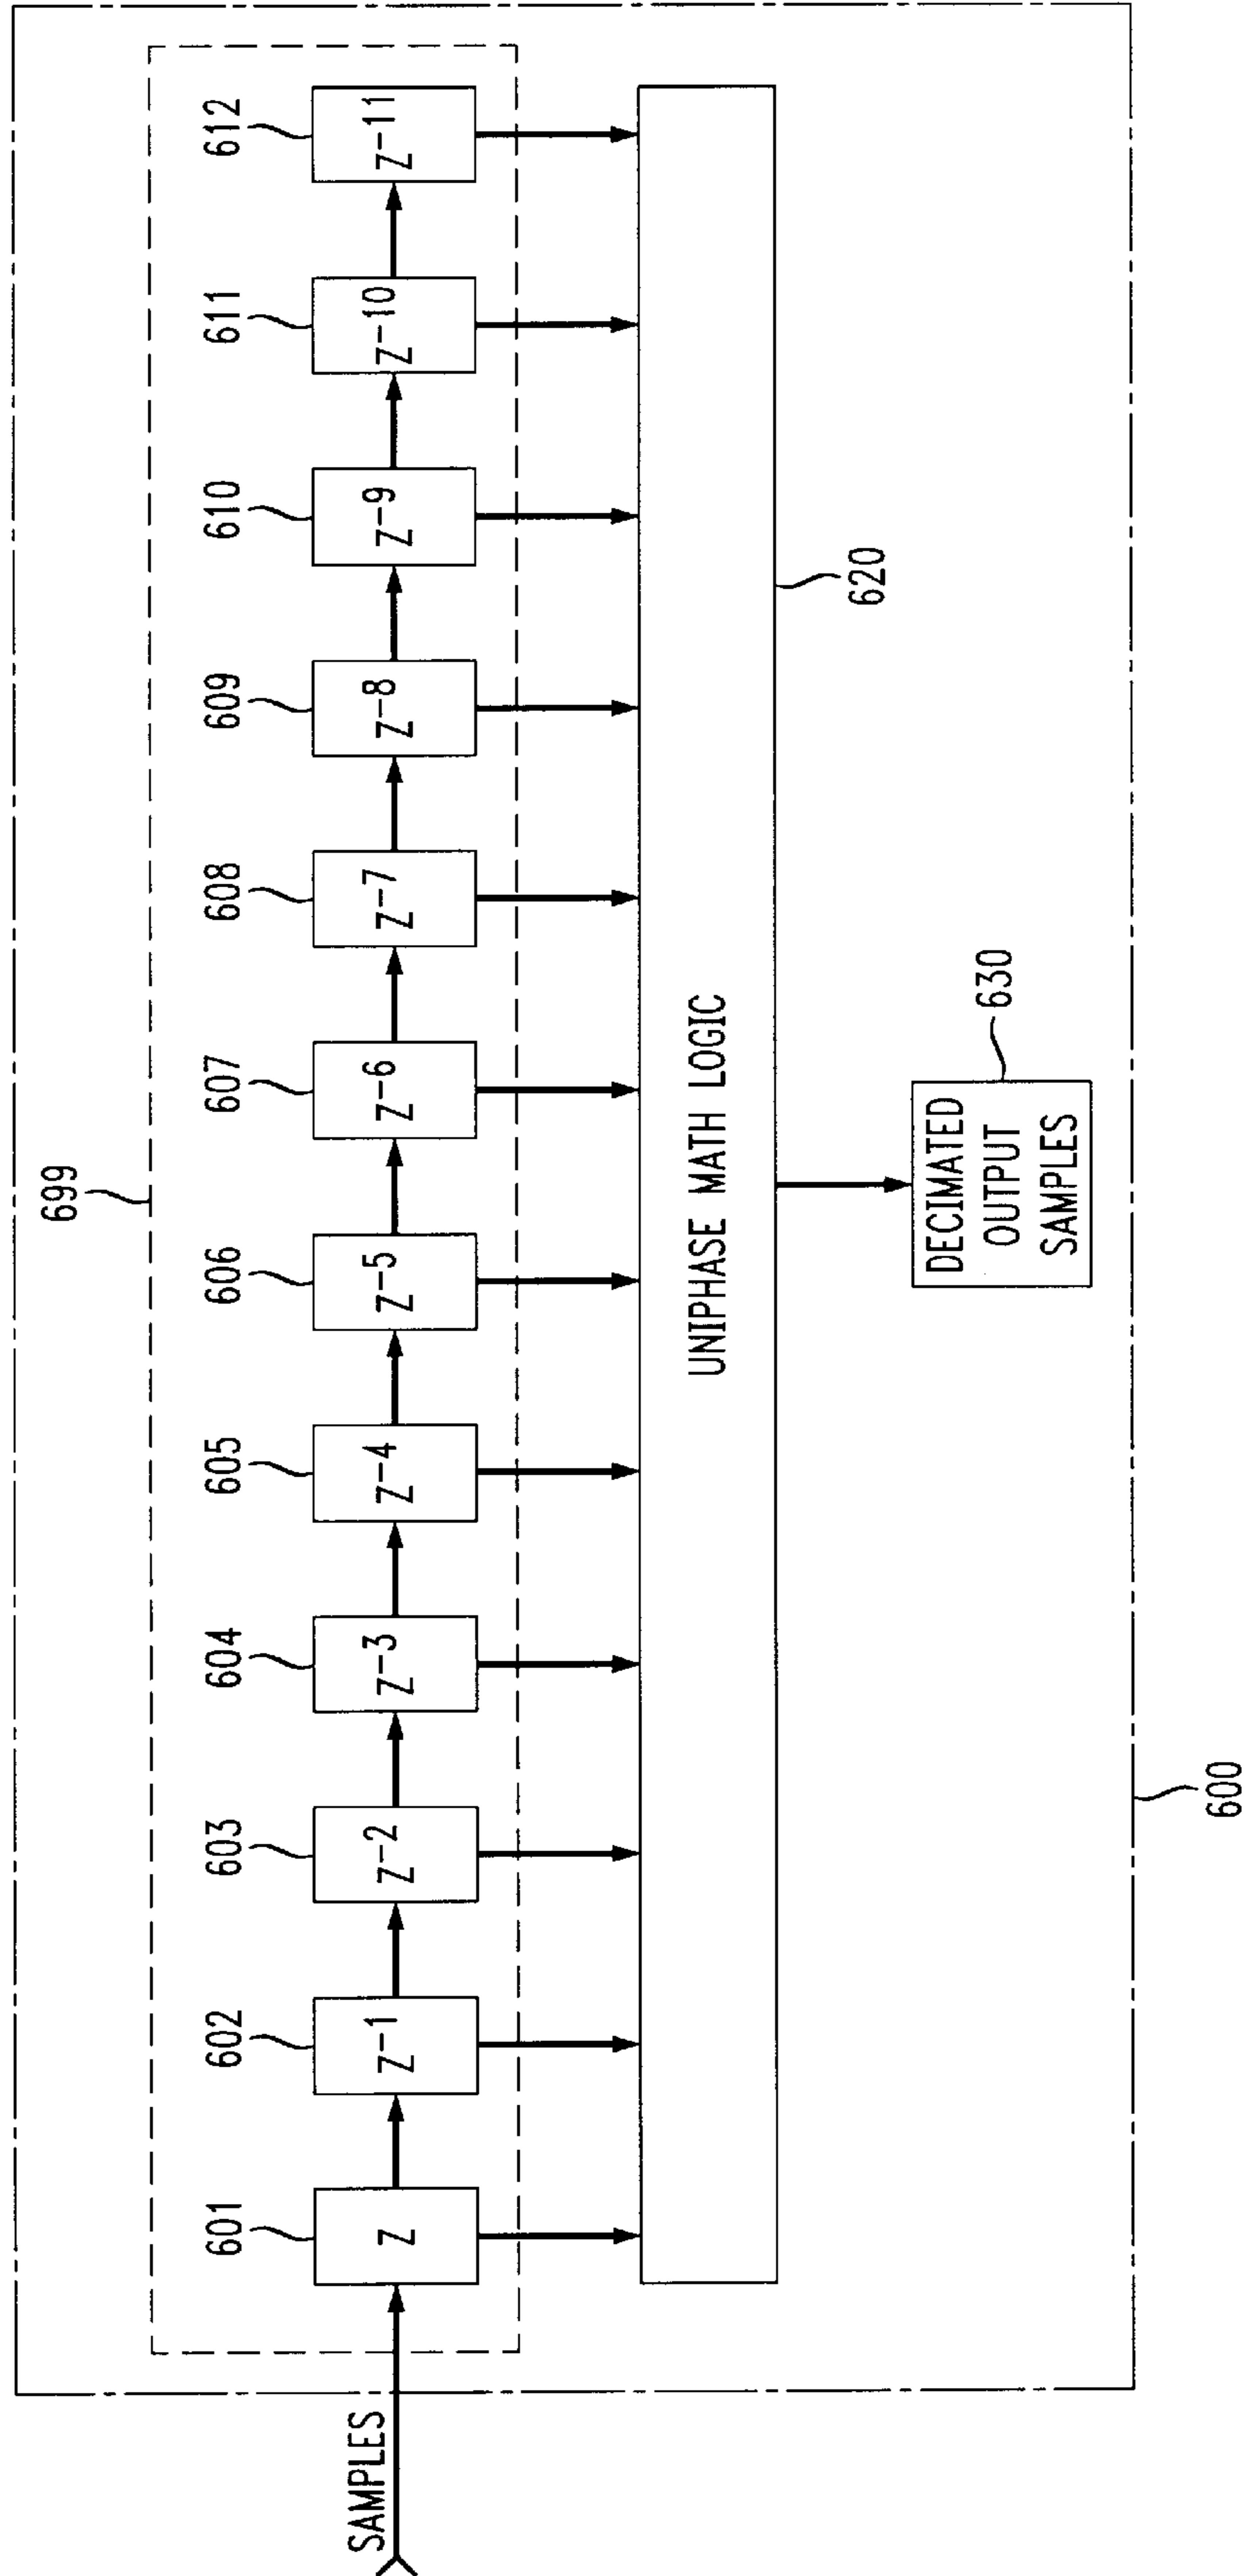 699
601
602
603
604
605
606
607
608
609
610
611
612
SAMPLES
Z
Z-1
Z-2
Z-3
Z-4
Z-5
Z-6
Z-7
Z-8
Z-9
Z-10
Z-11
UNIPHASE MATH LOGIC
620
DECIMATED
OUTPUT
SAMPLES
630
600